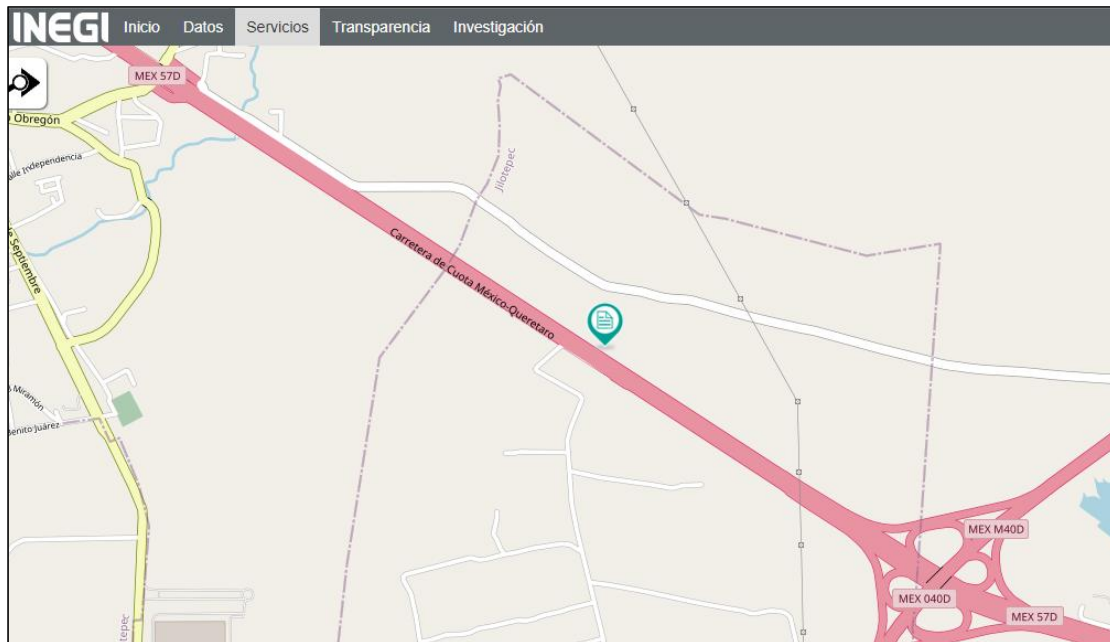 INEGI Inicio Datos Servicios Transparencia Investigación
MEX 57D
Obregón
Independencia
Jilotepec
Septiembre
Carretera de Cuota México-Queretaro
Miramón
Benito Juárez
MEX M40D
MEX 040D
MEX 57D